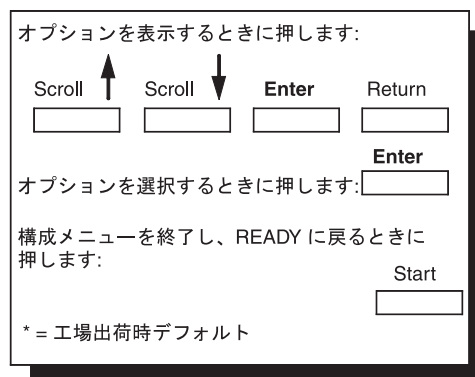 オプションを表示するときに押します:
Scroll Scroll Enter Return
Enter
オプションを選択するときに押します:
構成メニューを終了し、READY に戻るときに
押します:
Start
* = 工場出荷時デフォルト